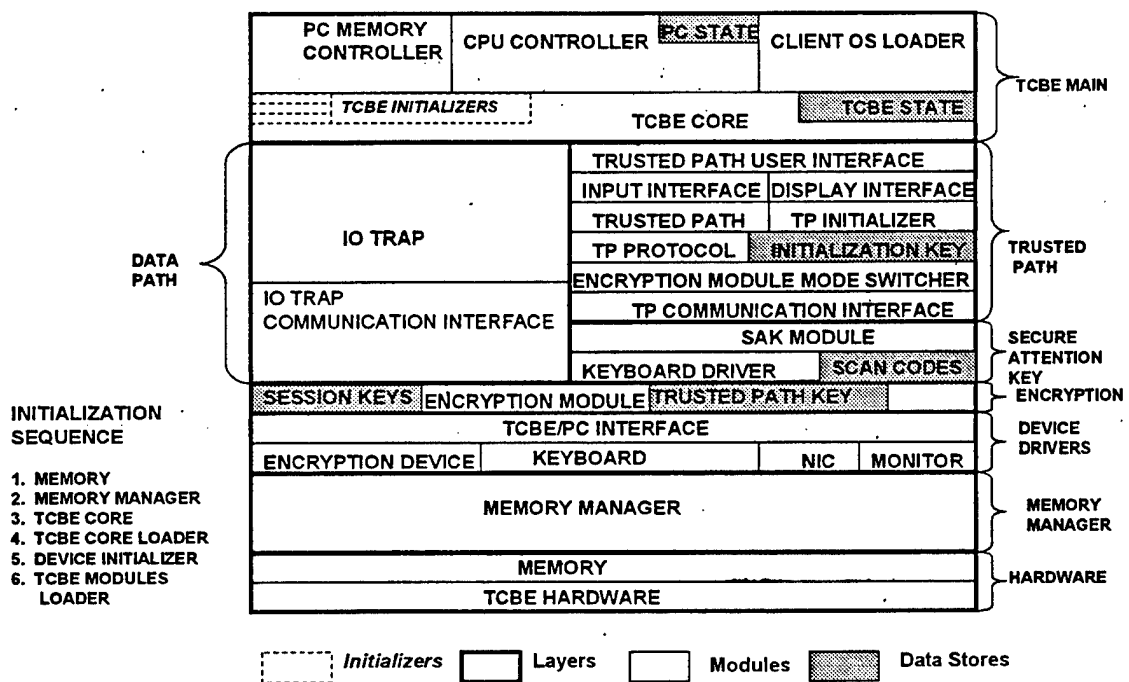 PC MEMORY
CONTROLLER
CPU CONTROLLER
PC STATE
CLIENT OS LOADER
TCBE MAIN
TCBE INITIALIZERS
TCBE STATE
TCBE CORE
DATA
PATH
IO TRAP
IO TRAP
COMMUNICATION INTERFACE
TRUSTED PATH USER INTERFACE
INPUT INTERFACE
DISPLAY INTERFACE
TRUSTED PATH
TP INITIALIZER
TP PROTOCOL
INITIALIZATION KEY
ENCRYPTION MODULE MODE SWITCHER
TP COMMUNICATION INTERFACE
TRUSTED
PATH
SAK MODULE
KEYBOARD DRIVER
SCAN CODES
SECURE
ATTENTION
KEY
SESSION KEYS
ENCRYPTION MODULE
TRUSTED PATH KEY
ENCRYPTION
TCBE/PC INTERFACE
ENCRYPTION DEVICE
KEYBOARD
NIC
MONITOR
DEVICE
DRIVERS
MEMORY MANAGER
MEMORY
MANAGER
MEMORY
TCBE HARDWARE
HARDWARE
INITIALIZATION
SEQUENCE
1. MEMORY
2. MEMORY MANAGER
3. TCBE CORE
4. TCBE CORE LOADER
5. DEVICE INITIALIZER
6. TCBE MODULES
LOADER
Initializers
Layers
Modules
Data Stores